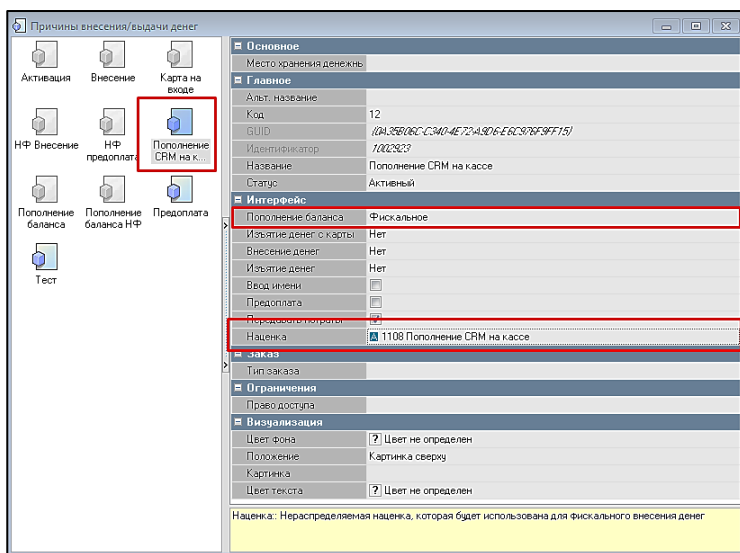 Причины внесения/выдачи денег
Активация
Внесение
Карта на входе
НФ Внесение
НФ предоплата
Пополнение CRM на к...
Пополнение баланса
Пополнение баланса НФ
Предоплата
Тест
Основное
Место хранения денежнь
Главное
Альт. название
Код 12
GUID {0A35B06C-C340-4E72-A9D6-E6C976F9FF15}
Идентификатор 1002923
Название Пополнение CRM на кассе
Статус Активный
Интерфейс
Пополнение баланса Фискальное
Изъятие денег с карты Нет
Внесение денег Нет
Изъятие денег Нет
Ввод имени
Предоплата
Передавать потраты
Наценка A 1108 Пополнение CRM на кассе
Заказ
Тип заказа
Ограничения
Право доступа
Визуализация
Цвет фона ? Цвет не определен
Положение Картинка сверху
Картинка
Цвет текста ? Цвет не определен
Наценка:: Нераспределяемая наценка, которая будет использована для фискального внесения денег